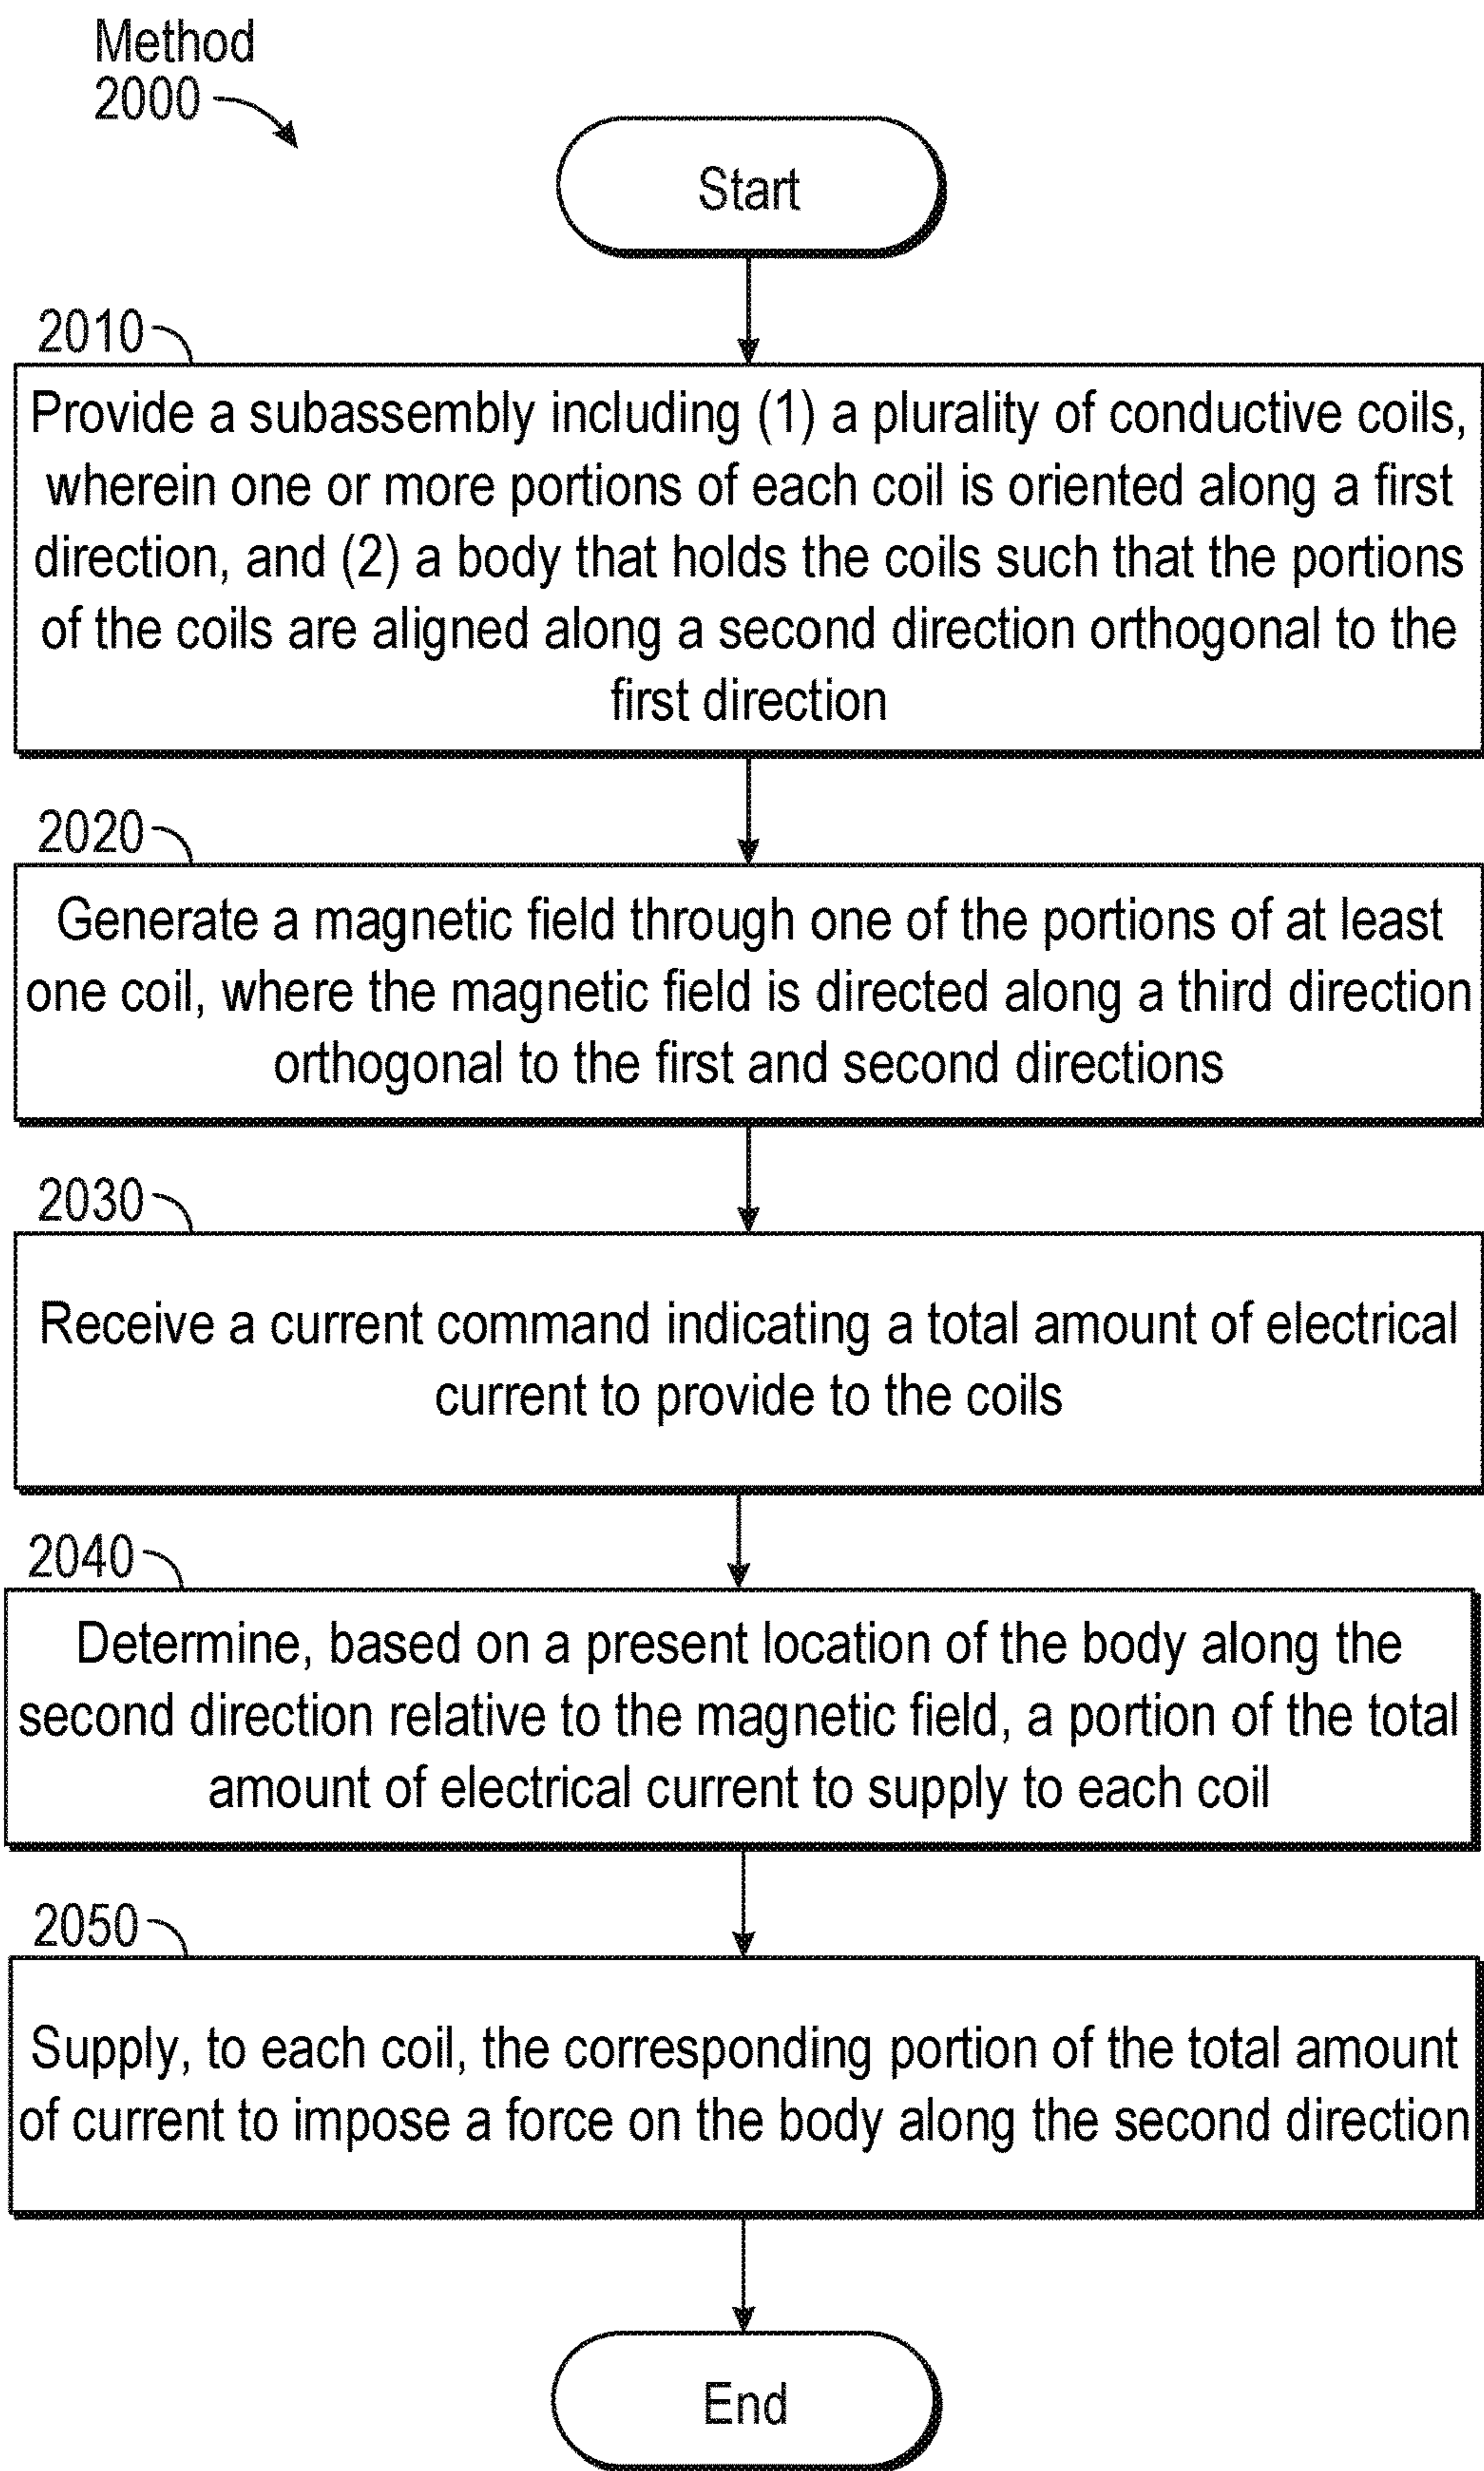 Method
2000
Start
2010
Provide a subassembly including (1) a plurality of conductive coils,
wherein one or more portions of each coil is oriented along a first
direction, and (2) a body that holds the coils such that the portions
of the coils are aligned along a second direction orthogonal to the
first direction
2020
Generate a magnetic field through one of the portions of at least
one coil, where the magnetic field is directed along a third direction
orthogonal to the first and second directions
2030
Receive a current command indicating a total amount of electrical
current to provide to the coils
2040
Determine, based on a present location of the body along the
second direction relative to the magnetic field, a portion of the total
amount of electrical current to supply to each coil
2050
Supply, to each coil, the corresponding portion of the total amount
of current to impose a force on the body along the second direction
End